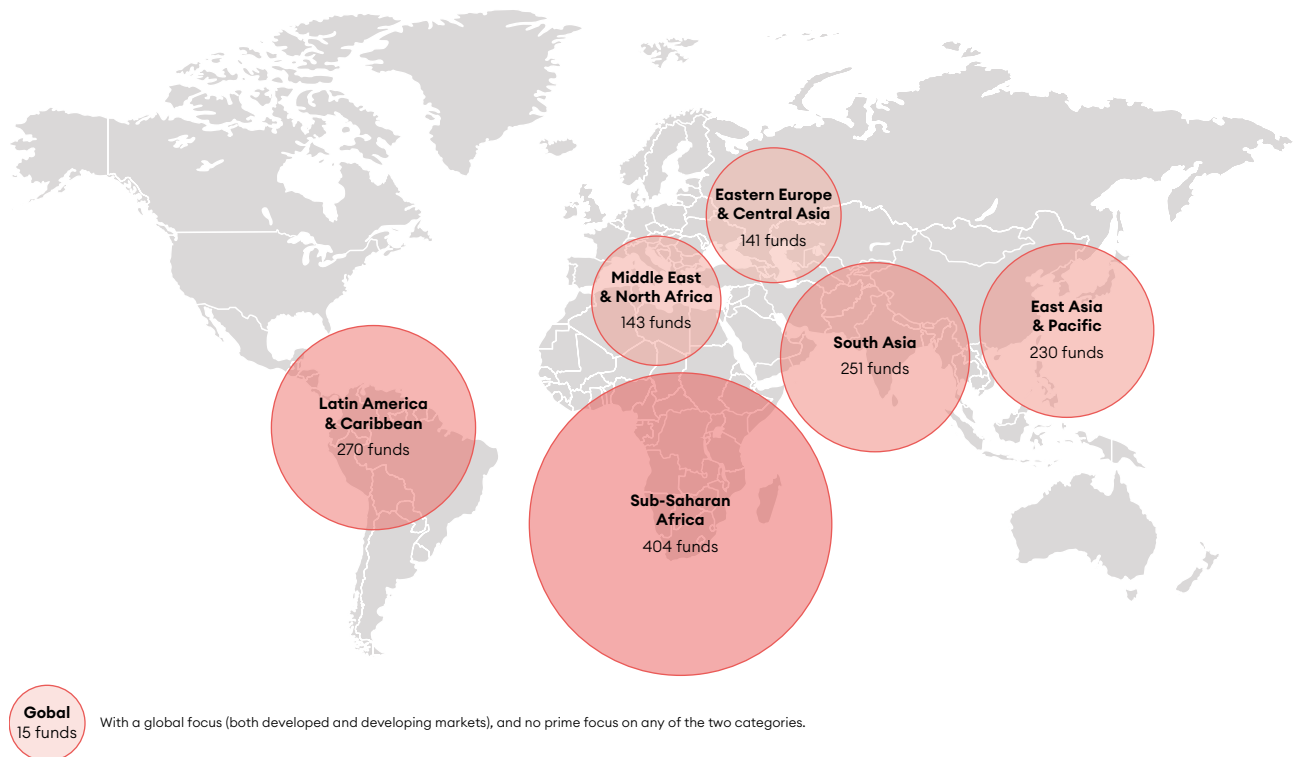 Eastern Europe
& Central Asia
141 funds
Middle East
& North Africa
143 funds
East Asia
& Pacific
230 funds
South Asia
251 funds
Latin America
& Caribbean
270 funds
Sub-Saharan
Africa
404 funds
Gobal
15 funds
With a global focus (both developed and developing markets), and no prime focus on any of the two categories.